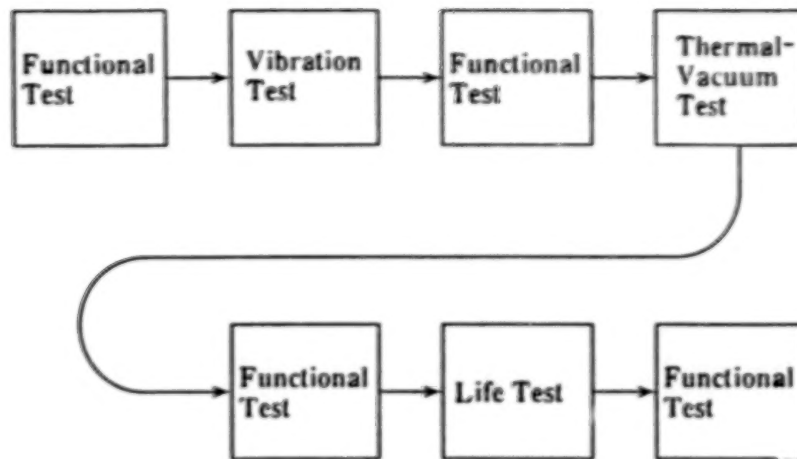 Functional
Test
Vibration
Test
Functional
Test
Thermal-
Vacuum
Test
Functional
Test
Life Test
Functional
Test